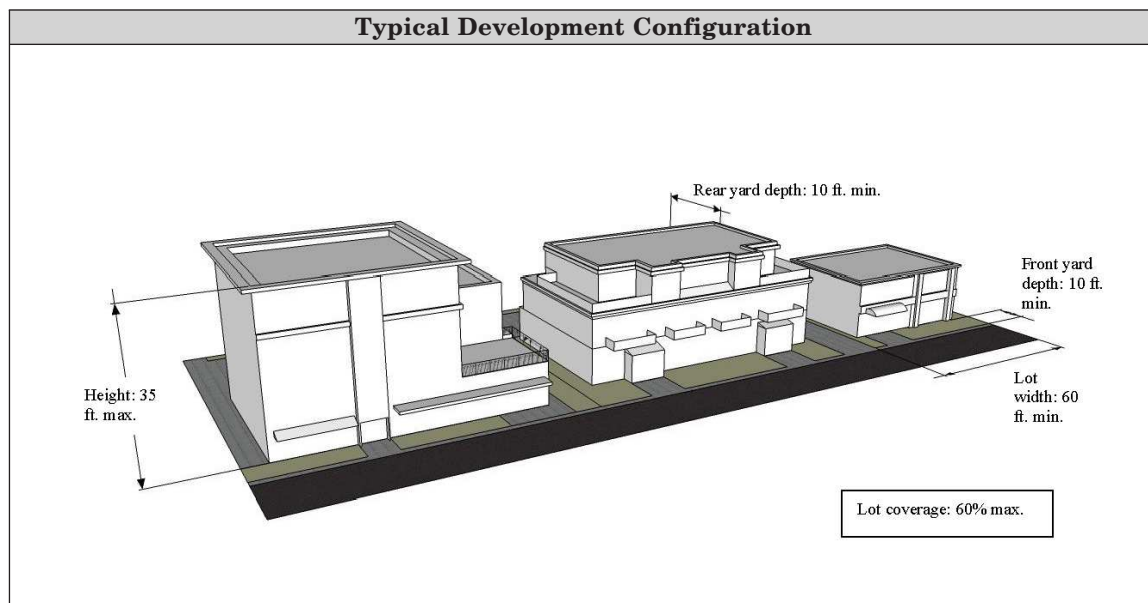 Typical Development Configuration
Rear yard depth: 10 ft. min.
Front yard
depth: 10 ft.
min.
Height: 35
ft. max.
Lot
width: 60
ft. min.
Lot coverage: 60% max.